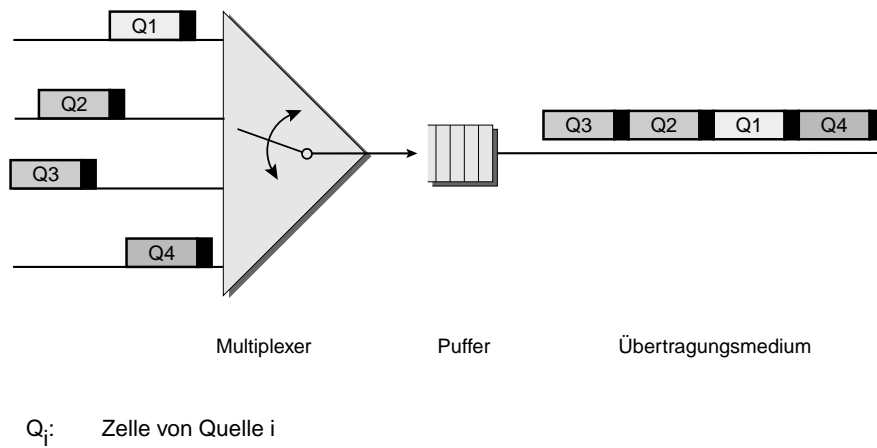 Q1
Q2
Q3
Q4
Q3 Q2 Q1 Q4
Multiplexer Puffer Übertragungsmedium
Qi: Zelle von Quelle i